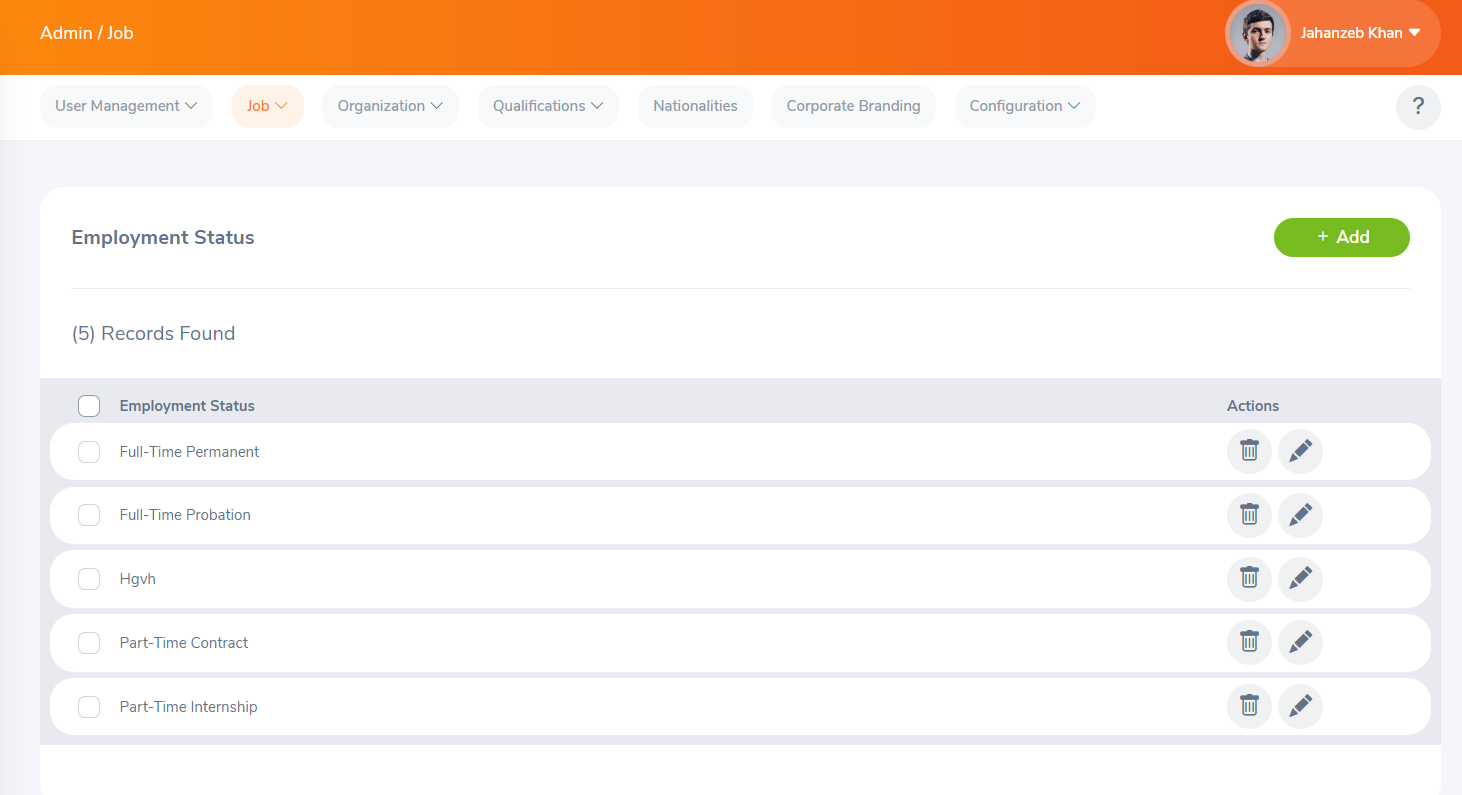 Admin / Job
Jahanzeb Khan
User Management
Job
Organization
Qualifications
Nationalities
Corporate Branding
Configuration
?
Employment Status
+ Add
(5) Records Found
Employment Status
Actions
Full-Time Permanent
Full-Time Probation
Hgvh
Part-Time Contract
Part-Time Internship